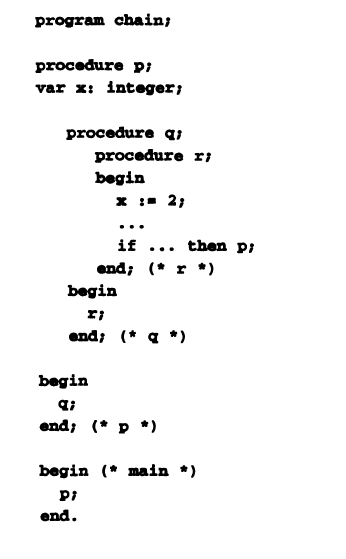 program chain;
procedure p;
var x: integer;
procedure q;
procedure r;
begin
x := 2;
...
if ... then p;
end; (* r *)
begin
r;
end; (* q *)
begin
q;
end; (* p *)
begin (* main *)
p;
end.